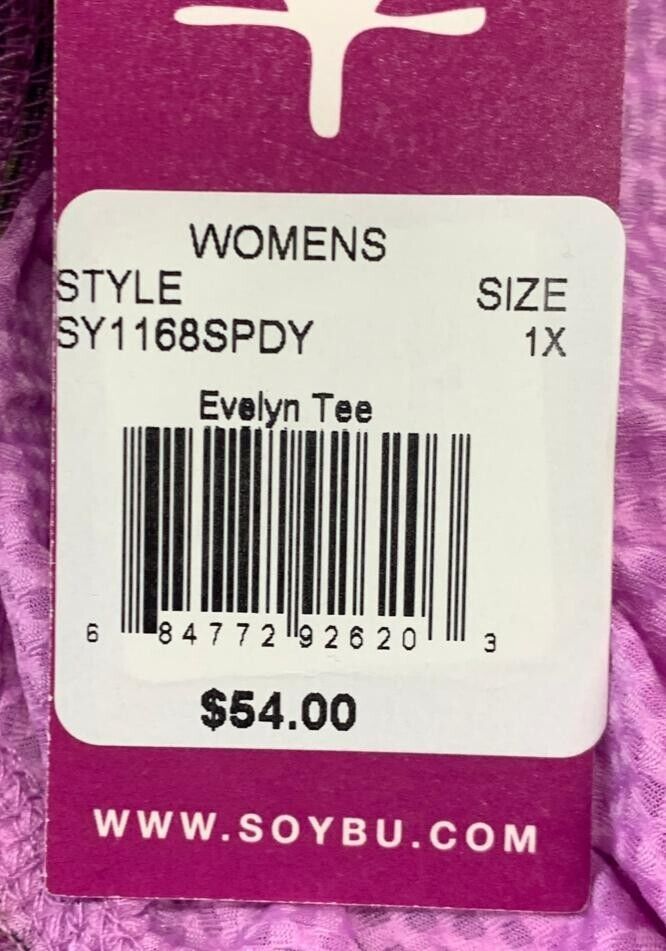 WOMENS
STYLE SIZE
SY1168SPDY 1X
Evelyn Tee
6 84772 92620 3
$54.00
WWW.SOYBU.COM